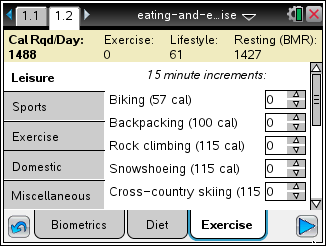 1.1 1.2 eating-and-e...ise
Cal Rqd/Day: Exercise: Lifestyle: Resting (BMR):
1488 0 61 1427
Leisure 15 minute increments:
Biking (57 cal) 0
Sports
Backpacking (100 cal) 0
Exercise
Rock climbing (115 cal) 0
Domestic
Snowshoeing (115 cal) 0
Miscellaneous
Cross-country skiing (115 0
Biometrics Diet Exercise